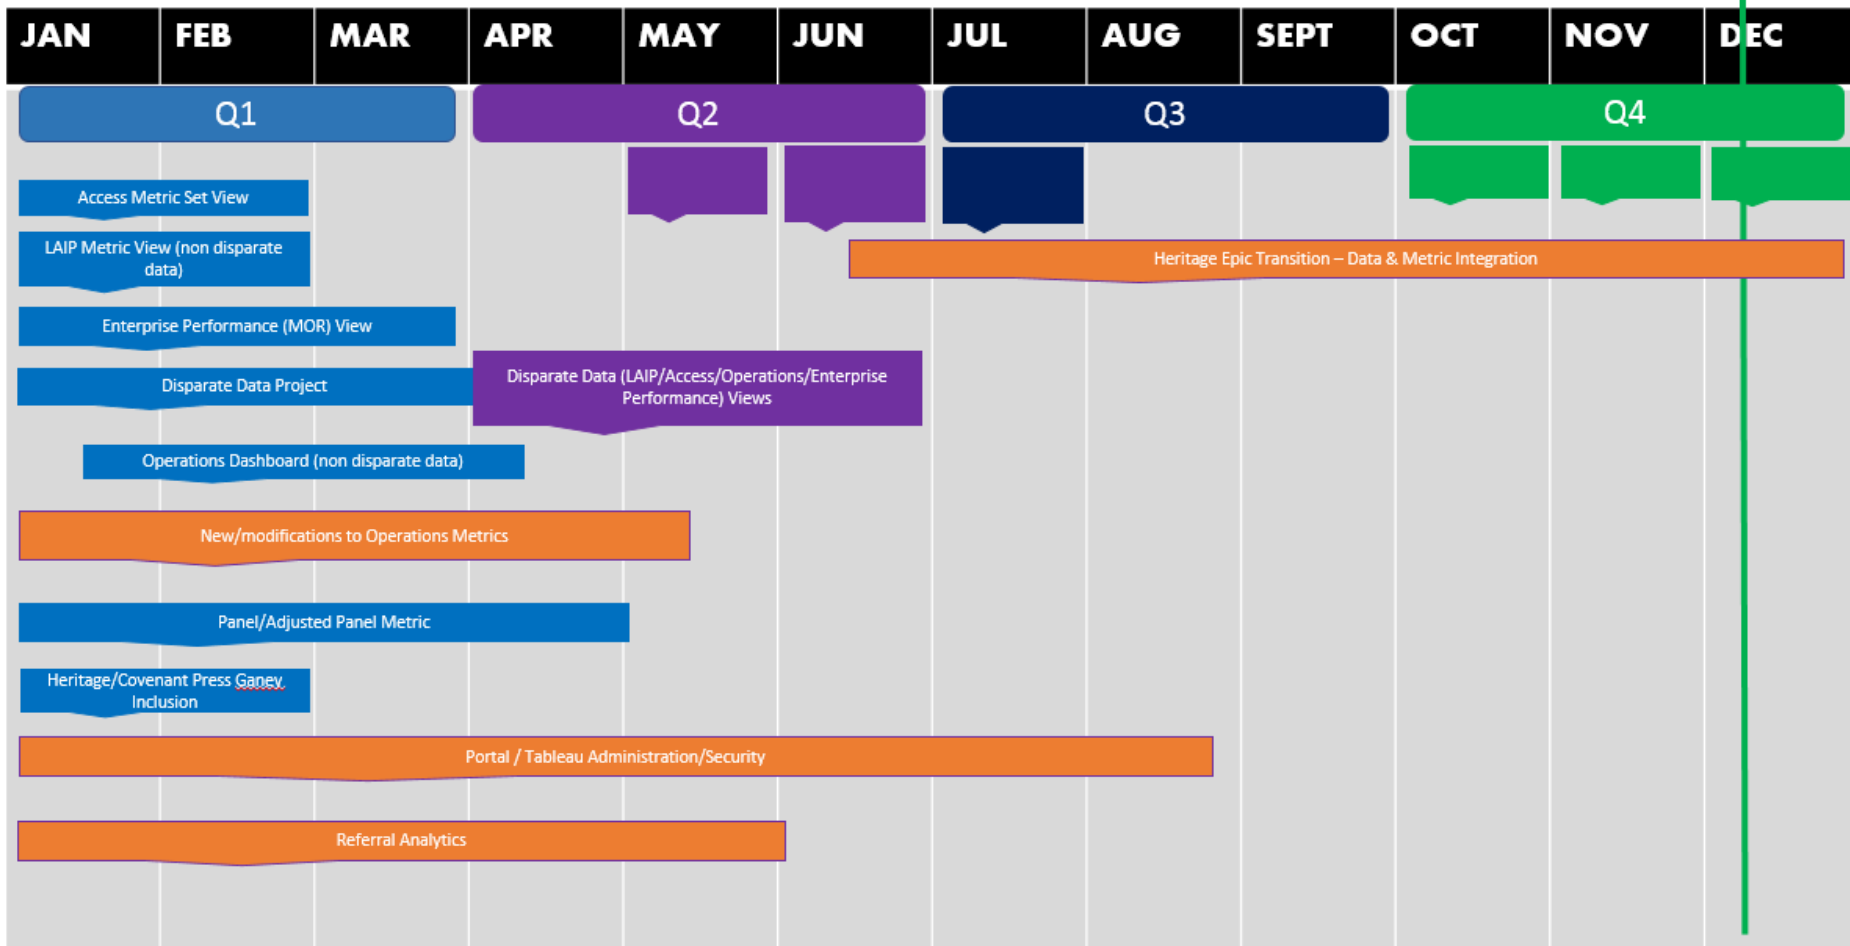 JAN FEB MAR APR MAY JUN JUL AUG SEPT OCT NOV DEC
Q1 Q2 Q3 Q4
Access Metric Set View
LAIP Metric View (non disparate
data)
Heritage Epic Transition – Data & Metric Integration
Enterprise Performance (MOR) View
Disparate Data Project
Disparate Data (LAIP/Access/Operations/Enterprise
Performance) Views
Operations Dashboard (non disparate data)
New/modifications to Operations Metrics
Panel/Adjusted Panel Metric
Heritage/Covenant Press Ganey
Inclusion
Portal / Tableau Administration/Security
Referral Analytics